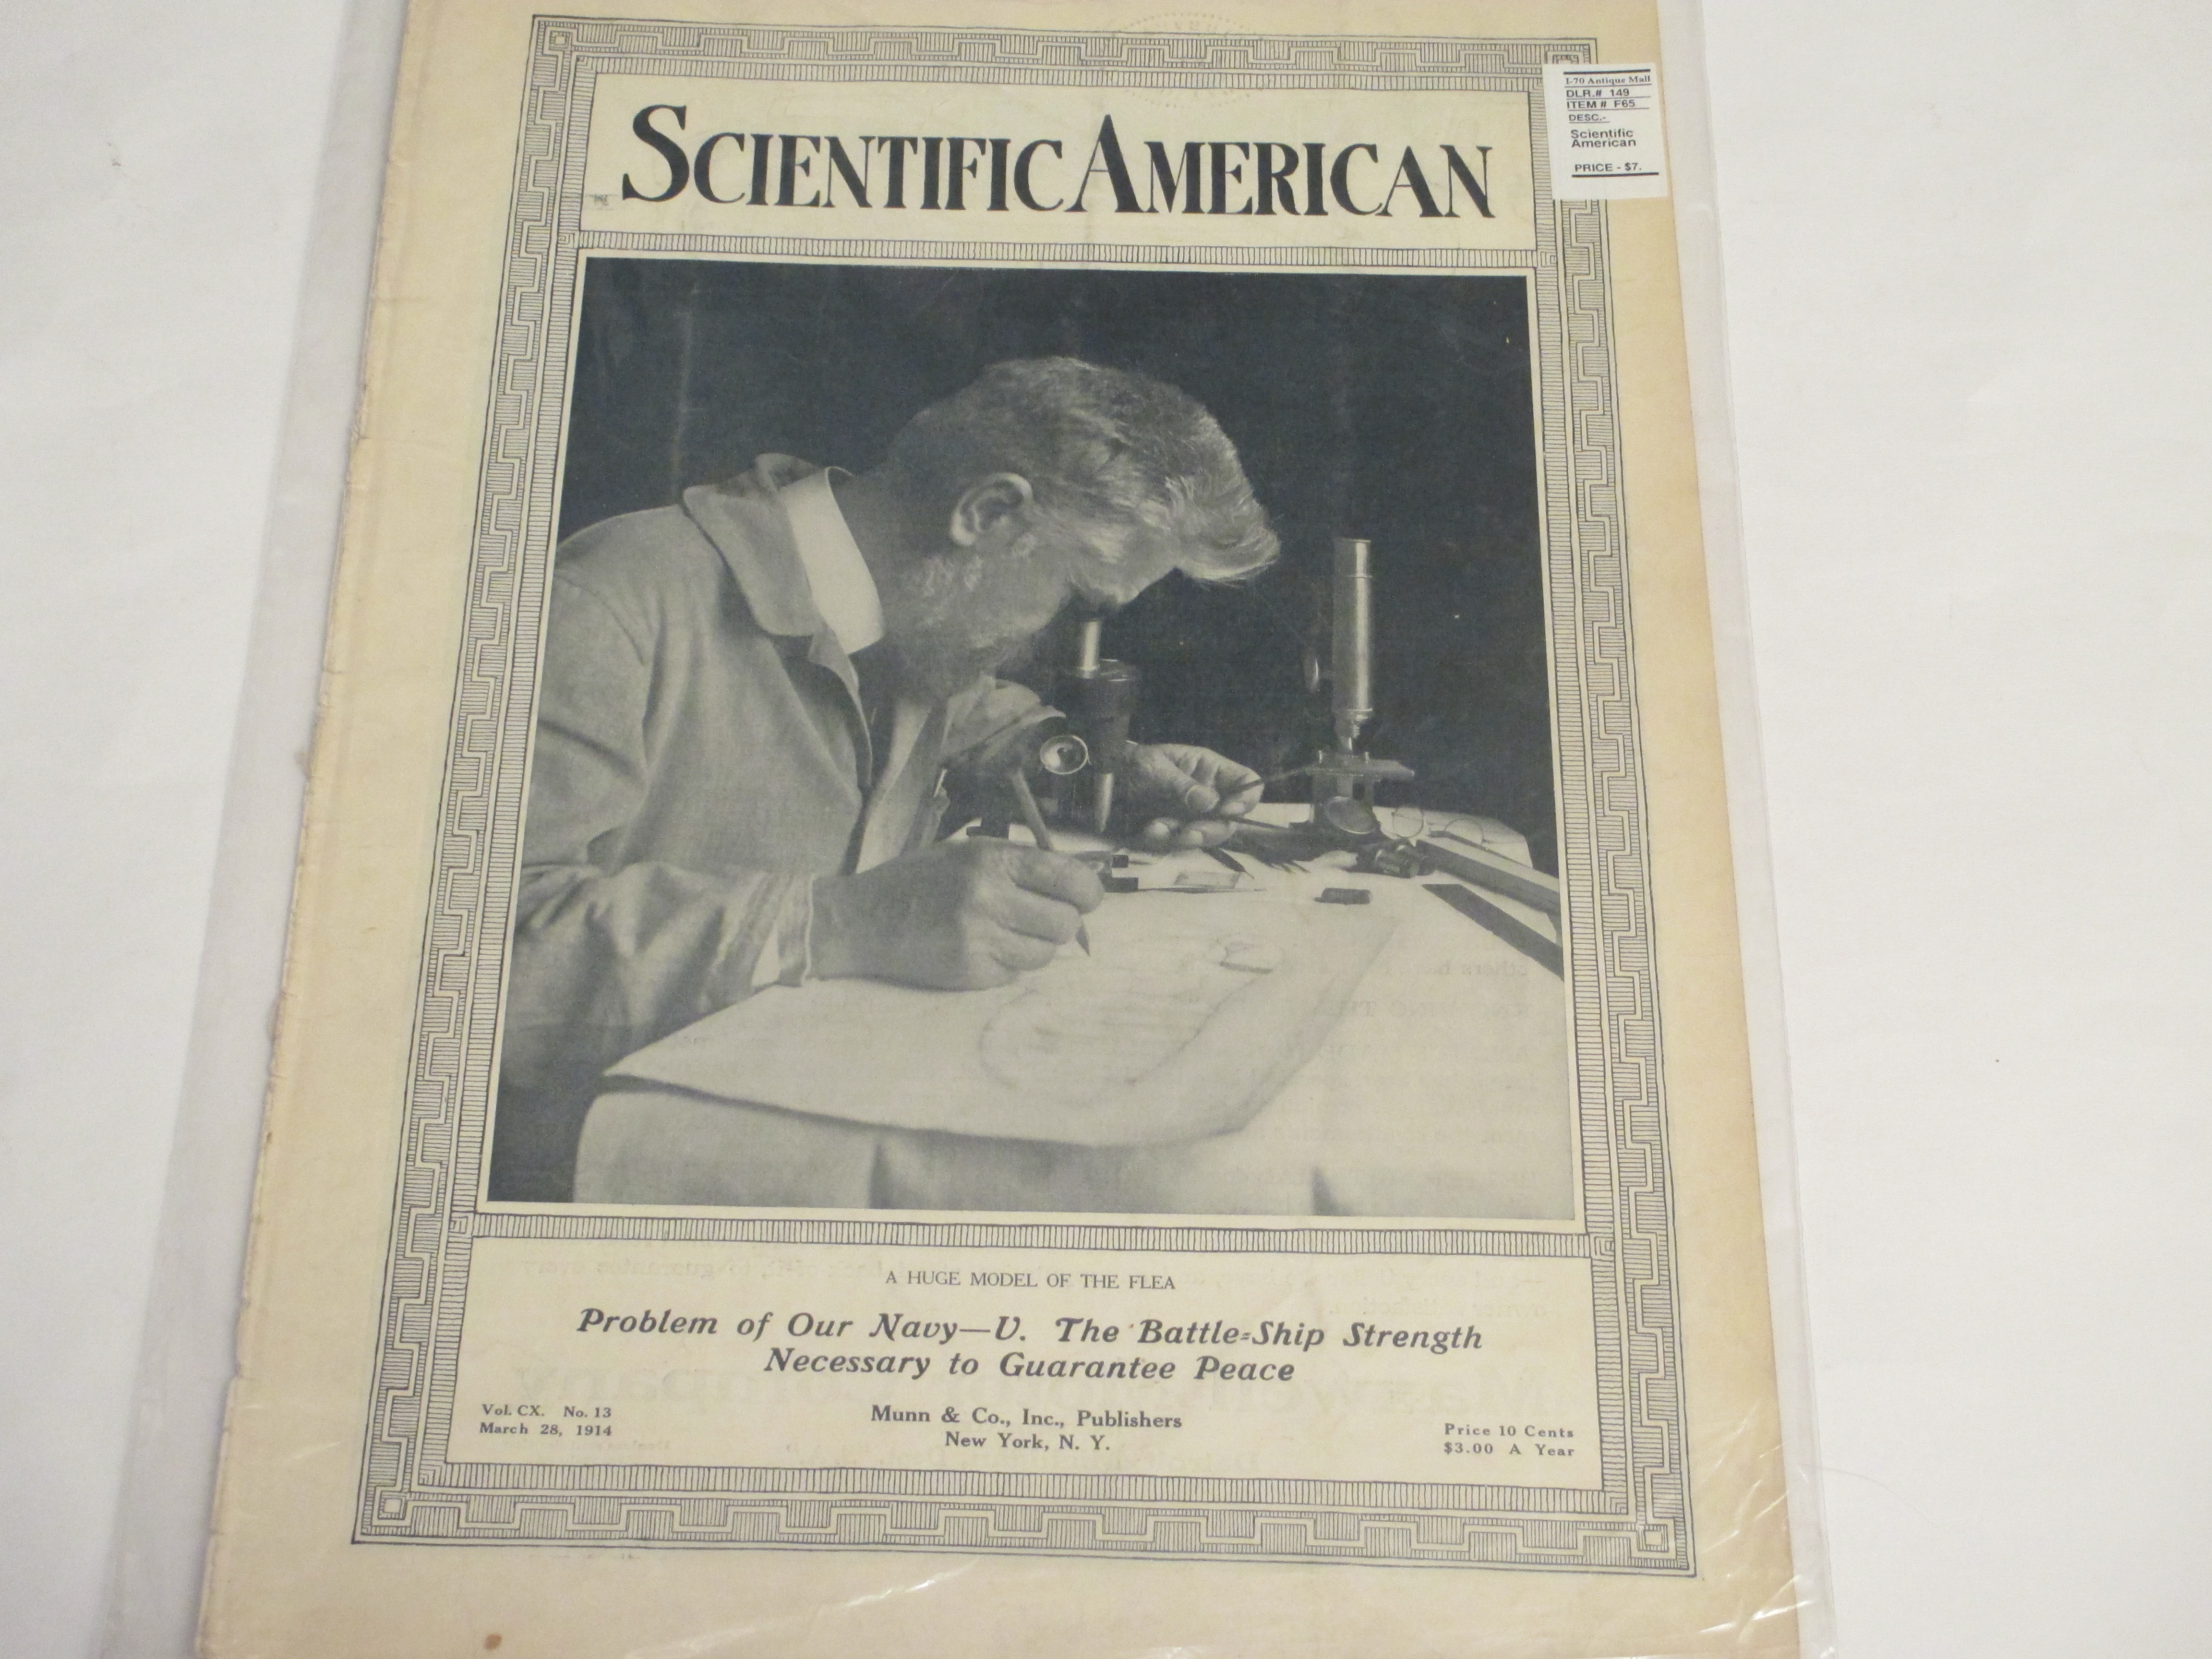 SCIENTIFIC AMERICAN
I-70 Antique Mall
DLR.# 149
ITEM # F65
DESC.-
Scientific
American
PRICE - $7.
A HUGE MODEL OF THE FLEA
Problem of Our Navy—V. The Battle=Ship Strength
Necessary to Guarantee Peace
Vol. CX. No. 13
March 28, 1914
Munn & Co., Inc., Publishers
New York, N. Y.
Price 10 Cents
$3.00 A Year